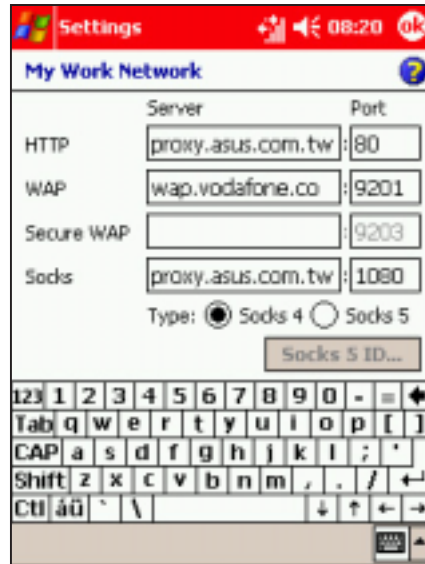 Settings 08:20 ok
My Work Network ?
Server Port
HTTP proxy.asus.com.tw : 80
WAP wap.vodafone.co : 9201
Secure WAP : 9203
Socks proxy.asus.com.tw : 1080
Type: Socks 4 Socks 5
Socks 5 ID...
123 1 2 3 4 5 6 7 8 9 0 - =
Tab q w e r t y u i o p [ ]
CAP a s d f g h j k l ; '
Shift z x c v b n m , . /
Ctl áü ` \